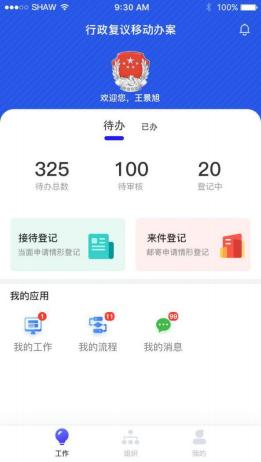 SHAW
9:30 AM
100%
行政复议移动办案
欢迎您，王景旭
待办 已办
325 100 20
待办总数 待审核 登记中
接待登记
当面申请情形登记
来件登记
邮寄申请情形登记
我的应用
1 11 99
我的工作 我的流程 我的消息
工作 组织 我的